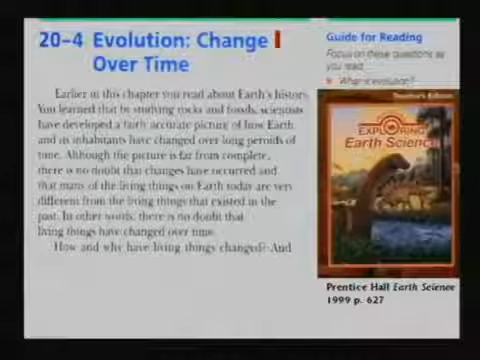 20-4 Evolution: Change
Over Time
Earlier in this chapter you read about Earth's history.
You learned that by studying rocks and fossils, scientists
have developed a fairly accurate picture of how Earth
and its inhabitants have changed over long periods of
time. Although the picture is far from complete,
there is no doubt that changes have occurred and
that many of the living things on Earth today are very
different from the living things that existed in the
past. In other words, there is no doubt that
living things have changed over time.
How and why have living things changed? And
Guide for Reading
Focus on these questions as
you read.
What is evolution?
Teacher's Edition
EXPLORING
Earth Science
Prentice Hall Earth Science
1999 p. 627